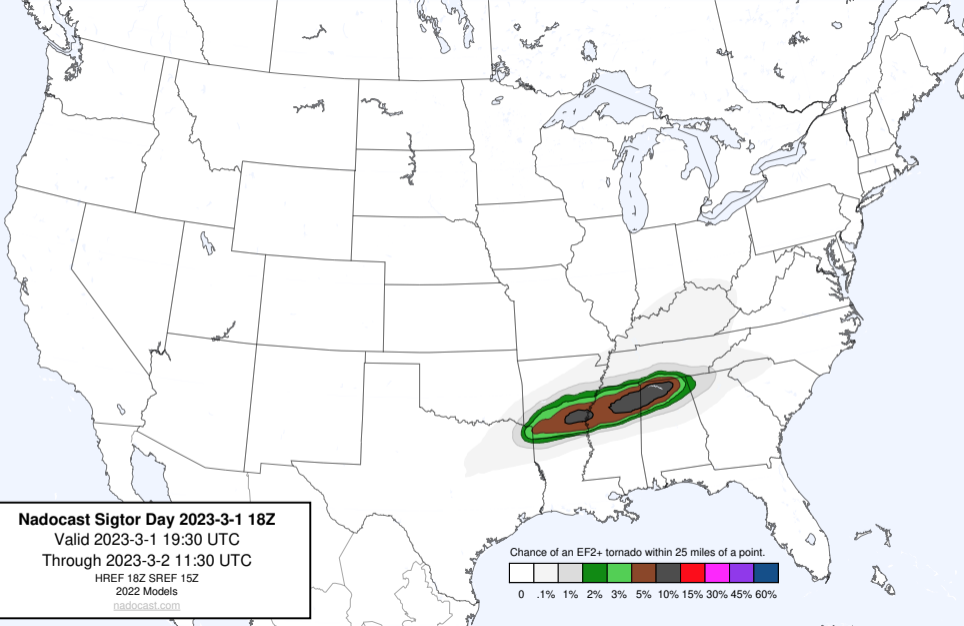 Nadocast Sigtor Day 2023-3-1 18Z
Valid 2023-3-1 19:30 UTC
Through 2023-3-2 11:30 UTC
HREF 18Z SREF 15Z
2022 Models
nadocast.com
Chance of an EF2+ tornado within 25 miles of a point.
0 .1% 1% 2% 3% 5% 10% 15% 30% 45% 60%